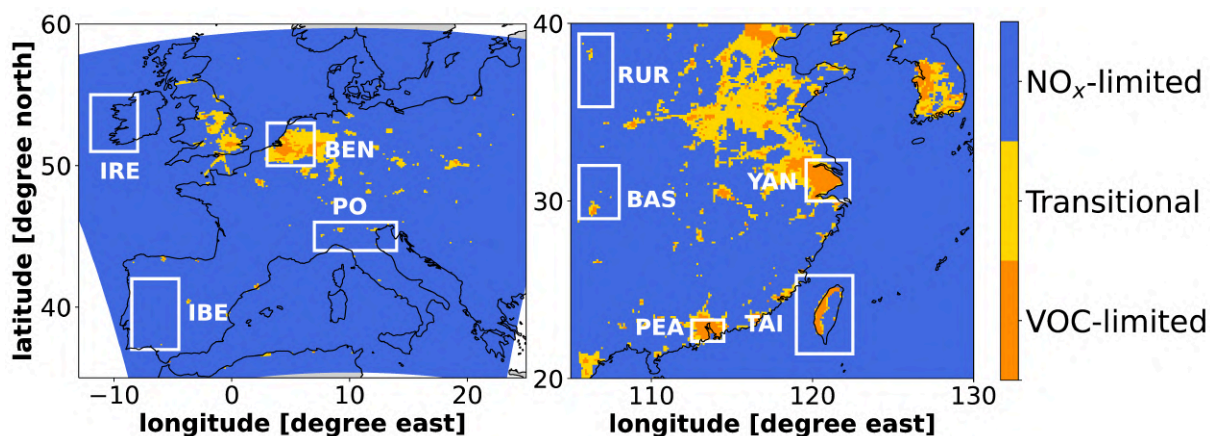 60
50
40
latitude [degree north]
IRE
BEN
PO
IBE
−10
0
10
20
longitude [degree east]
40
30
20
RUR
BAS
YAN
PEA
TAI
110
120
130
longitude [degree east]
NOx-limited
Transitional
VOC-limited